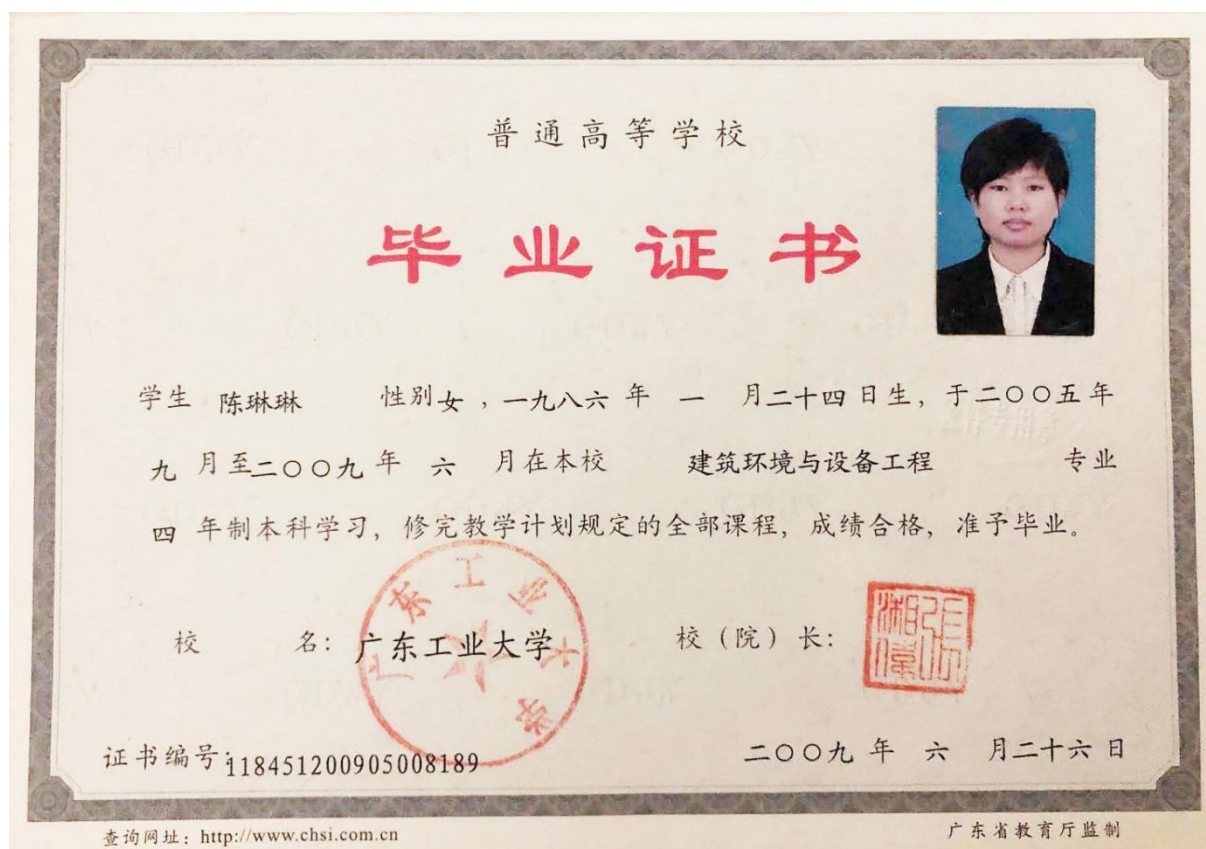 普通高等学校
毕业证书
学生 陈琳琳 性别女，一九八六年 一 月二十四日生，于二〇〇五年
九 月至二〇〇九年 六 月在本校 建筑环境与设备工程 专业
四 年制本科学习，修完教学计划规定的全部课程，成绩合格，准予毕业。
广东工业大学
校 名：广东工业大学 校（院）长：
证书编号：118451200905008189 二〇〇九年 六 月二十六日
查询网址：http://www.chsi.com.cn 广东省教育厅监制